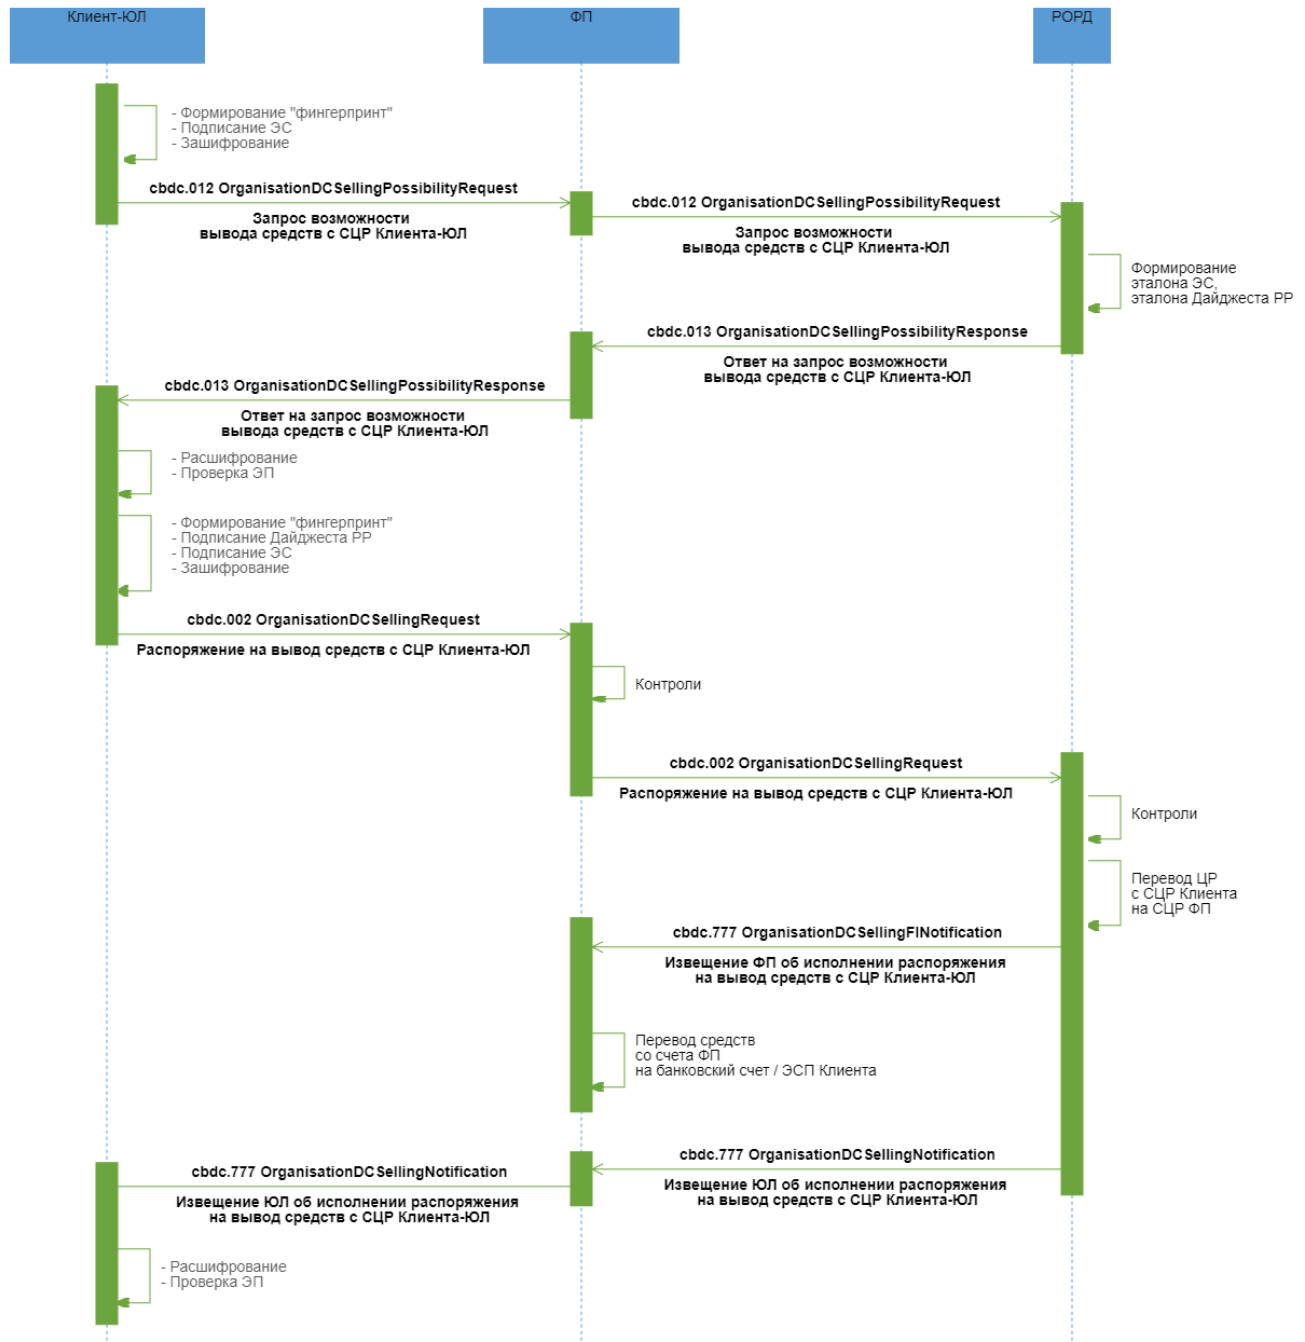 Клиент-ЮЛ
ФП
РОРД
- Формирование "фингерпринт"
- Подписание ЭС
- Зашифрование
cbdc.012 OrganisationDCSellingPossibilityRequest
Запрос возможности
вывода средств с СЦР Клиента-ЮЛ
cbdc.012 OrganisationDCSellingPossibilityRequest
Запрос возможности
вывода средств с СЦР Клиента-ЮЛ
Формирование
эталона ЭС,
эталона Дайджеста РР
cbdc.013 OrganisationDCSellingPossibilityResponse
Ответ на запрос возможности
вывода средств с СЦР Клиента-ЮЛ
cbdc.013 OrganisationDCSellingPossibilityResponse
Ответ на запрос возможности
вывода средств с СЦР Клиента-ЮЛ
- Расшифрование
- Проверка ЭП
- Формирование "фингерпринт"
- Подписание Дайджеста РР
- Подписание ЭС
- Зашифрование
cbdc.002 OrganisationDCSellingRequest
Распоряжение на вывод средств с СЦР Клиента-ЮЛ
Контроли
cbdc.002 OrganisationDCSellingRequest
Распоряжение на вывод средств с СЦР Клиента-ЮЛ
Контроли
Перевод ЦР
с СЦР Клиента
на СЦР ФП
cbdc.777 OrganisationDCSellingFINotification
Извещение ФП об исполнении распоряжения
на вывод средств с СЦР Клиента-ЮЛ
Перевод средств
со счета ФП
на банковский счет / ЭСП Клиента
cbdc.777 OrganisationDCSellingNotification
Извещение ЮЛ об исполнении распоряжения
на вывод средств с СЦР Клиента-ЮЛ
cbdc.777 OrganisationDCSellingNotification
Извещение ЮЛ об исполнении распоряжения
на вывод средств с СЦР Клиента-ЮЛ
- Расшифрование
- Проверка ЭП